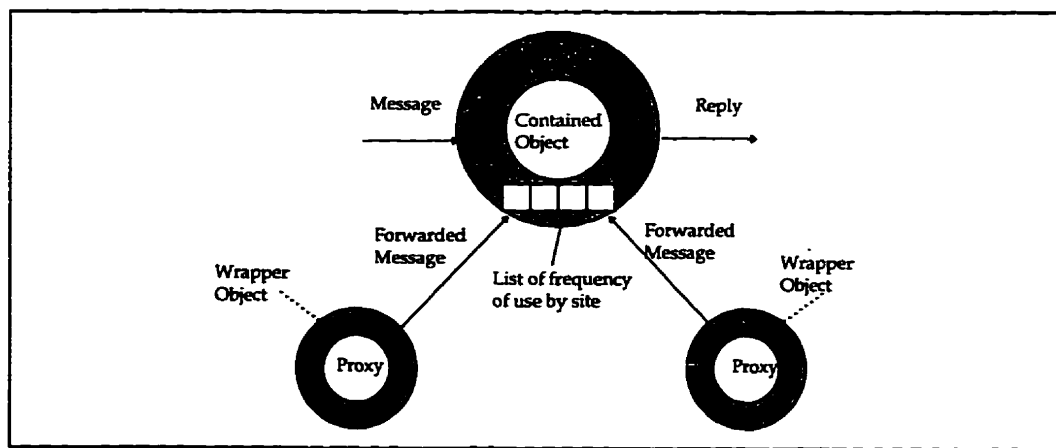 Message
Reply
Contained
Object
Forwarded
Message
Forwarded
Message
Wrapper
Object
List of frequency
of use by site
Wrapper
Object
Proxy
Proxy